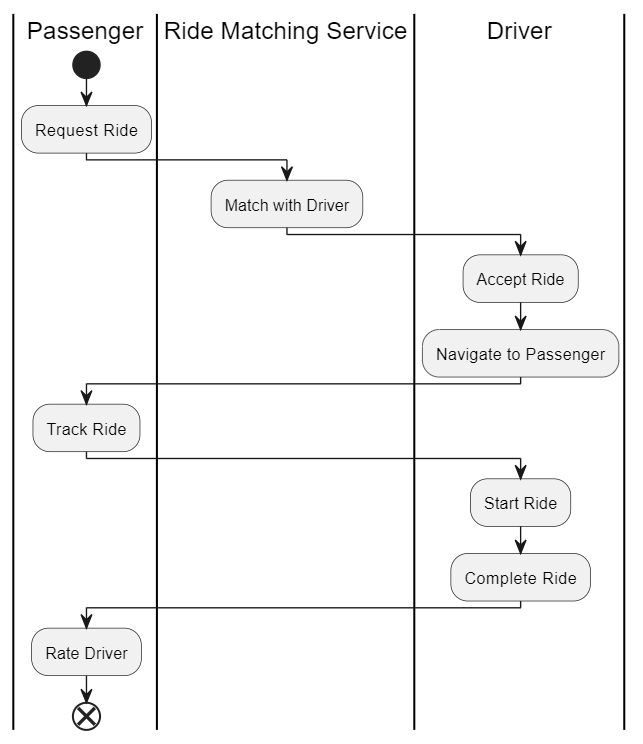 Passenger Ride Matching Service Driver
Request Ride
Match with Driver
Accept Ride
Navigate to Passenger
Track Ride
Start Ride
Complete Ride
Rate Driver